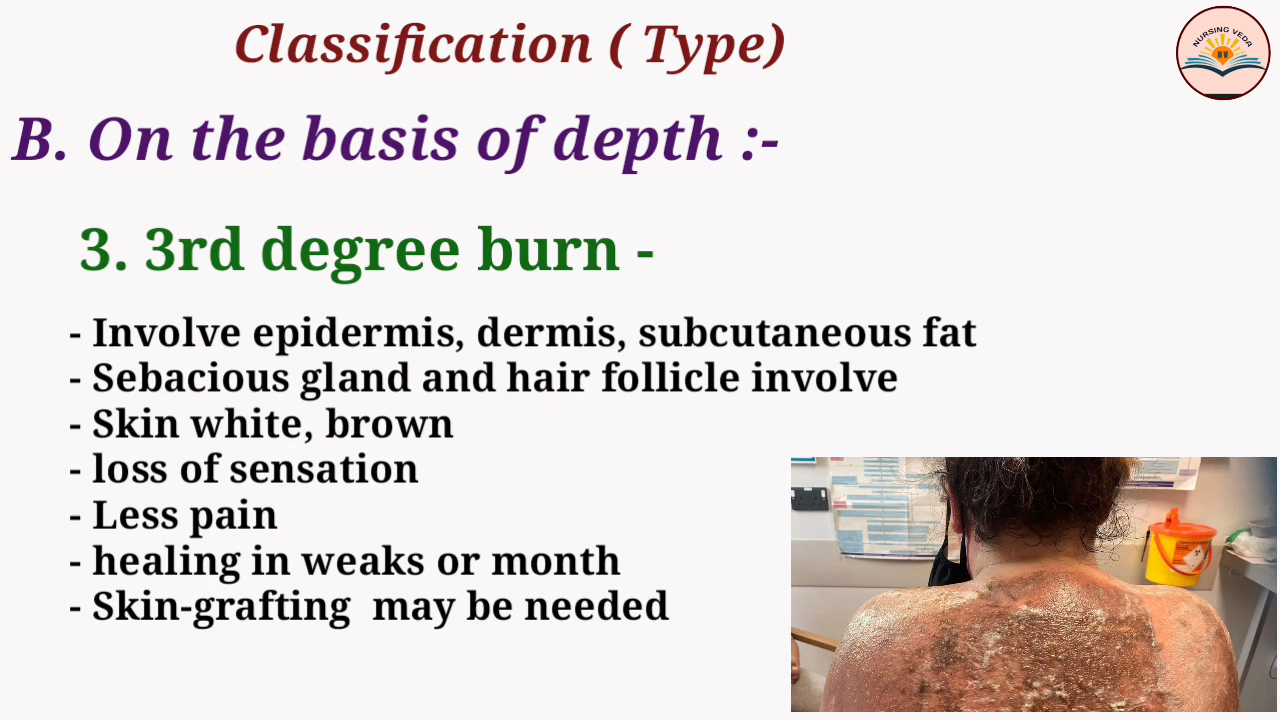 Classification ( Type)
NURSING VEDA
NV
B. On the basis of depth :-
3. 3rd degree burn -
- Involve epidermis, dermis, subcutaneous fat
- Sebacious gland and hair follicle involve
- Skin white, brown
- loss of sensation
- Less pain
- healing in weaks or month
- Skin-grafting may be needed